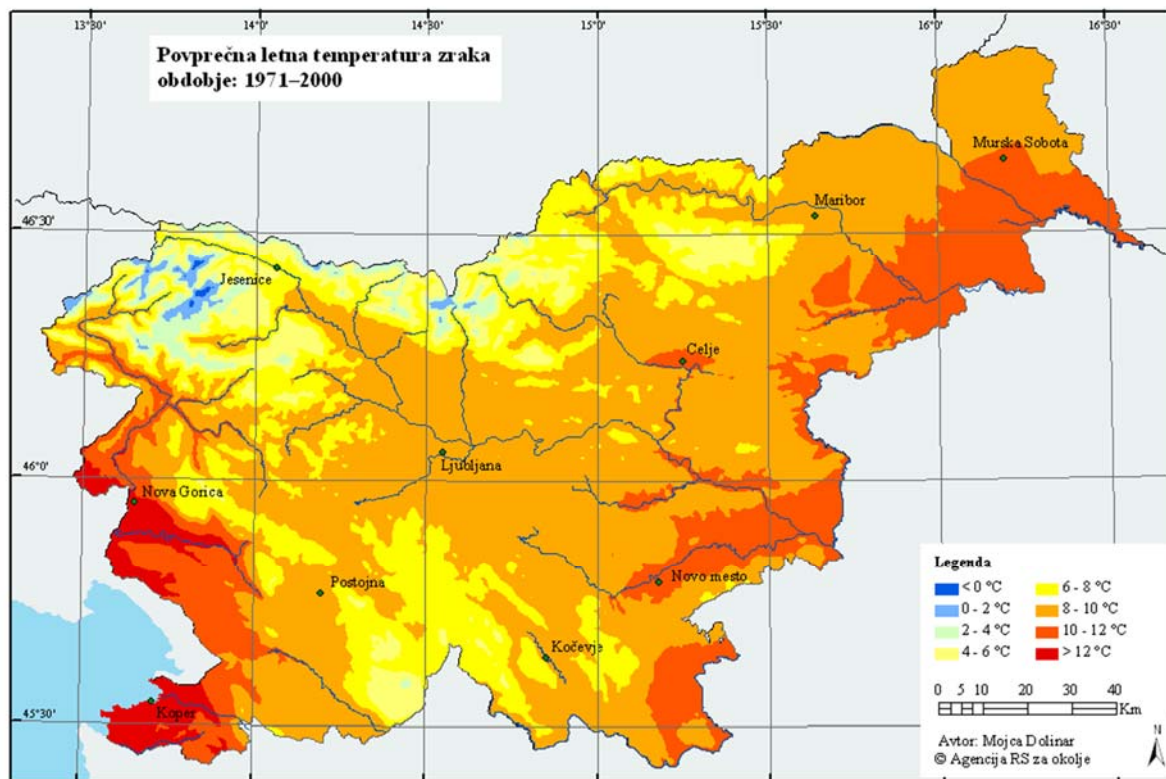 13°30'
14°0'
14°30'
15°0'
15°30'
16°0'
16°30'
Povprečna letna temperatura zraka
obdobje: 1971–2000
Murska Sobota
Maribor
46°30'
Jesenice
Celje
46°0'
Ljubljana
Nova Gorica
Postojna
Novo mesto
Kočevje
45°30'
Koper
Legenda
< 0 °C
6 - 8 °C
0 - 2 °C
8 - 10 °C
2 - 4 °C
10 - 12 °C
4 - 6 °C
> 12 °C
0 5 10 20 30 40
Km
N
Avtor: Mojca Dolinar
© Agencija RS za okolje